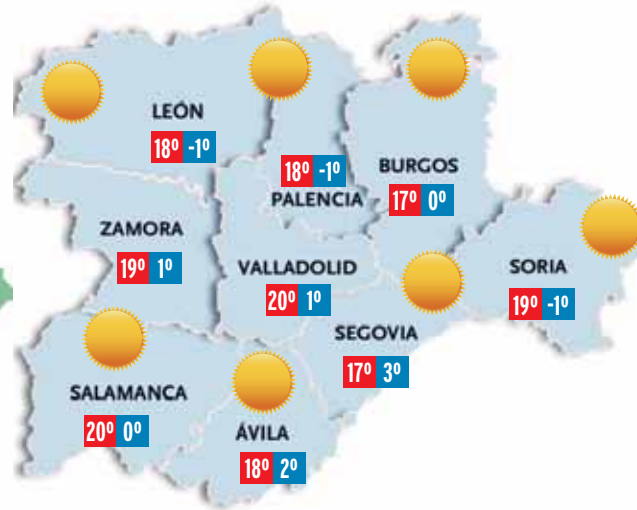 LEÓN
18º -1º
18º -1º
PALENCIA
BURGOS
17º 0º
ZAMORA
19º 1º
VALLADOLID
20º 1º
SORIA
19º -1º
SEGOVIA
17º 3º
SALAMANCA
20º 0º
ÁVILA
18º 2º